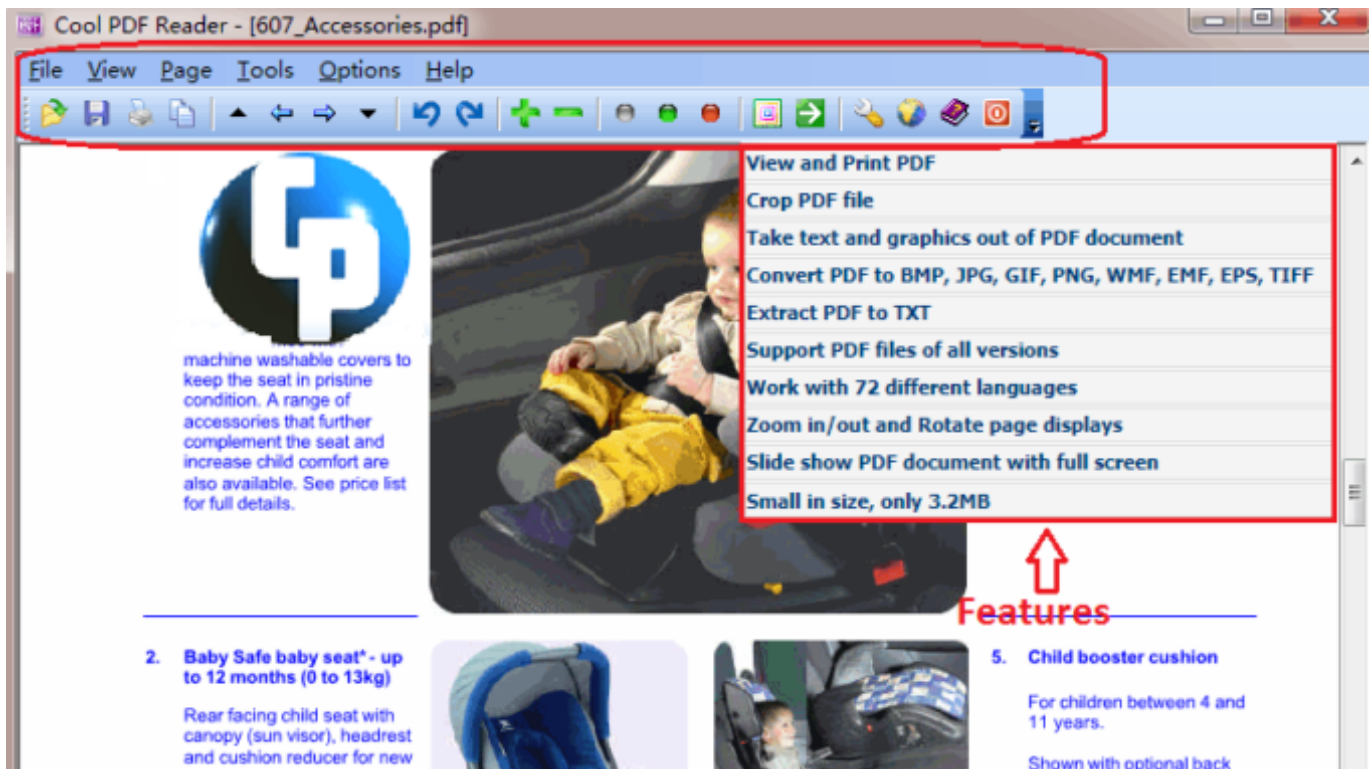 Cool PDF Reader - [607_Accessories.pdf]
File View Page Tools Options Help
CP
machine washable covers to
keep the seat in pristine
condition. A range of
accessories that further
complement the seat and
increase child comfort are
also available. See price list
for full details.
View and Print PDF
Crop PDF file
Take text and graphics out of PDF document
Convert PDF to BMP, JPG, GIF, PNG, WMF, EMF, EPS, TIFF
Extract PDF to TXT
Support PDF files of all versions
Work with 72 different languages
Zoom in/out and Rotate page displays
Slide show PDF document with full screen
Small in size, only 3.2MB
Features
2. Baby Safe baby seat* - up
to 12 months (0 to 13kg)
Rear facing child seat with
canopy (sun visor), headrest
and cushion reducer for new
5. Child booster cushion
For children between 4 and
11 years.
Shown with optional back